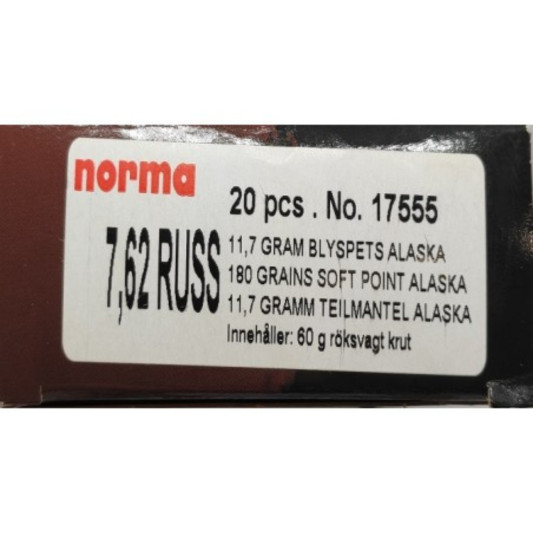 norma
20 pcs . No. 17555
7,62 RUSS
11,7 GRAM BLYSPETS ALASKA
180 GRAINS SOFT POINT ALASKA
11,7 GRAMM TEILMANTEL ALASKA
Innehåller: 60 g röksvagt krut